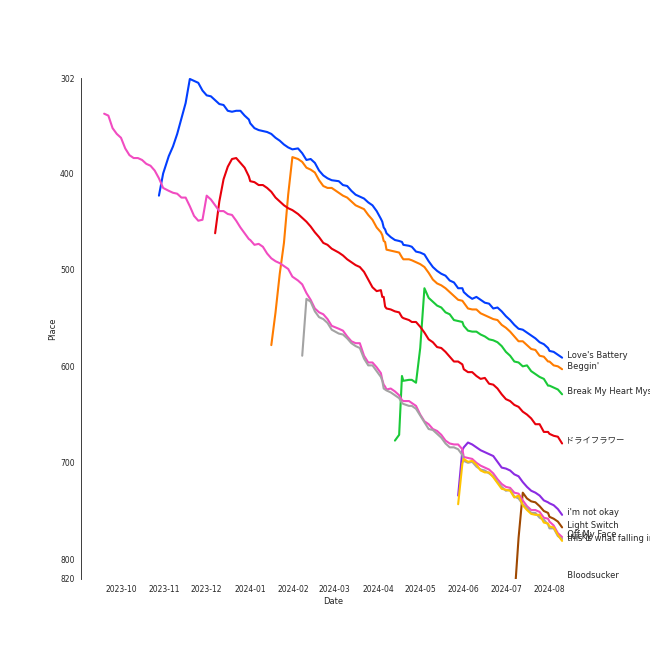 302
400
500
600
700
800
820
Place
Love's Battery
Beggin'
Break My Heart Mys
ドライフラワー
i'm not okay
Light Switch
Off My Face
this is what falling i
Bloodsucker
2023-10
2023-11
2023-12
2024-01
2024-02
2024-03
2024-04
2024-05
2024-06
2024-07
2024-08
Date